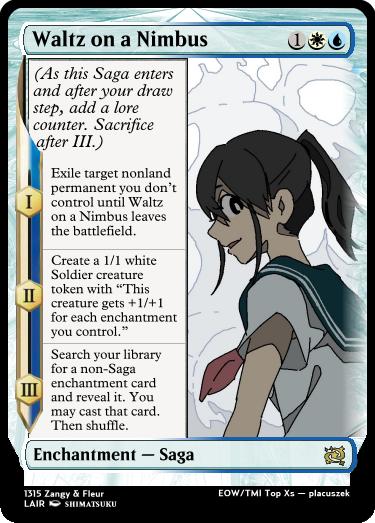 Waltz on a Nimbus 1
(As this Saga enters
and after your draw
step, add a lore
counter. Sacrifice
after III.)
I
Exile target nonland
permanent you don't
control until Waltz
on a Nimbus leaves
the battlefield.
II
Create a 1/1 white
Soldier creature
token with “This
creature gets +1/+1
for each enchantment
you control.”
III
Search your library
for a non-Saga
enchantment card
and reveal it. You
may cast that card.
Then shuffle.
Enchantment — Saga
1315 Zangy & Fleur EOW/TMI Top Xs — placuszek
LAIR SHIMATSUKU